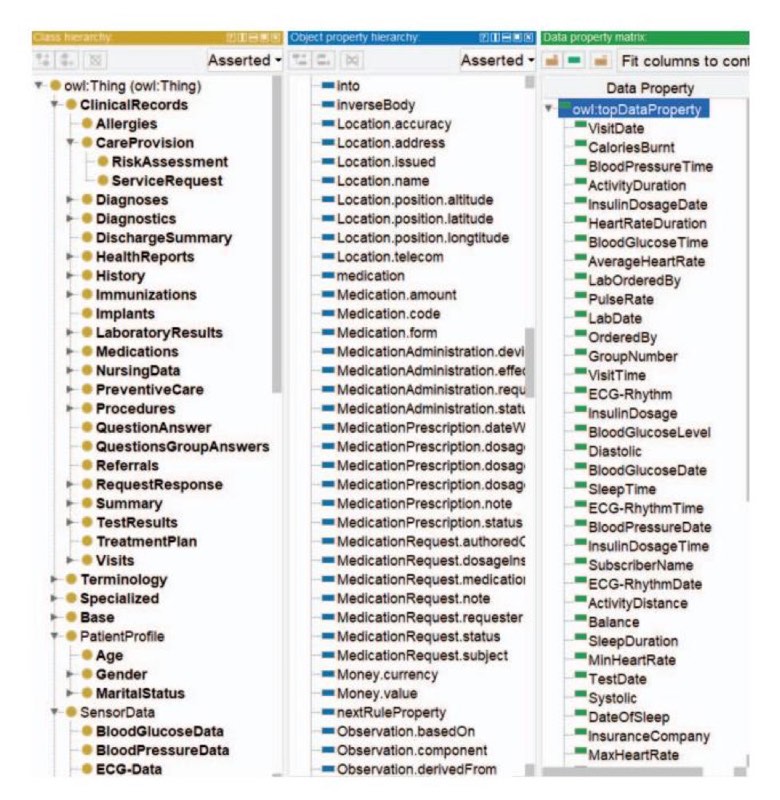 Class hierarchy:
Asserted
owl:Thing (owl:Thing)
ClinicalRecords
Allergies
CareProvision
RiskAssessment
ServiceRequest
Diagnoses
Diagnostics
DischargeSummary
HealthReports
History
Immunizations
Implants
LaboratoryResults
Medications
NursingData
PreventiveCare
Procedures
QuestionAnswer
QuestionsGroupAnswers
Referrals
RequestResponse
Summary
TestResults
TreatmentPlan
Visits
Terminology
Specialized
Base
PatientProfile
Age
Gender
MaritalStatus
SensorData
BloodGlucoseData
BloodPressureData
ECG-Data
Object property hierarchy:
Asserted
into
inverseBody
Location.accuracy
Location.address
Location.issued
Location.name
Location.position.altitude
Location.position.latitude
Location.position.longtitude
Location.telecom
medication
Medication.amount
Medication.code
Medication.form
MedicationAdministration.devi
MedicationAdministration.effec
MedicationAdministration.requ
MedicationAdministration.statu
MedicationPrescription.dateW
MedicationPrescription.dosag
MedicationPrescription.dosag
MedicationPrescription.dosag
MedicationPrescription.note
MedicationPrescription.status
MedicationRequest.authoredO
MedicationRequest.dosageIns
MedicationRequest.medication
MedicationRequest.note
MedicationRequest.requester
MedicationRequest.status
MedicationRequest.subject
Money.currency
Money.value
nextRuleProperty
Observation.basedOn
Observation.component
Observation.derivedFrom
Data property matrix:
Fit columns to cont
Data Property
owl:topDataProperty
VisitDate
CaloriesBurnt
BloodPressureTime
ActivityDuration
InsulinDosageDate
HeartRateDuration
BloodGlucoseTime
AverageHeartRate
LabOrderedBy
PulseRate
LabDate
OrderedBy
GroupNumber
VisitTime
ECG-Rhythm
InsulinDosage
BloodGlucoseLevel
Diastolic
BloodGlucoseDate
SleepTime
ECG-RhythmTime
BloodPressureDate
InsulinDosageTime
SubscriberName
ECG-RhythmDate
ActivityDistance
Balance
SleepDuration
MinHeartRate
TestDate
Systolic
DateOfSleep
InsuranceCompany
MaxHeartRate